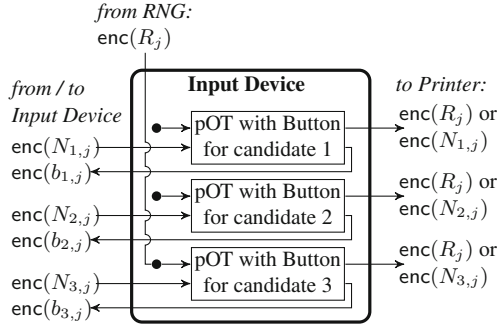 from RNG:
enc(R_j)
Input Device
from / to
Input Device
to Printer:
pOT with Button
for candidate 1
enc(N_{1,j})
enc(b_{1,j})
enc(R_j) or
enc(N_{1,j})
pOT with Button
for candidate 2
enc(N_{2,j})
enc(b_{2,j})
enc(R_j) or
enc(N_{2,j})
pOT with Button
for candidate 3
enc(N_{3,j})
enc(b_{3,j})
enc(R_j) or
enc(N_{3,j})